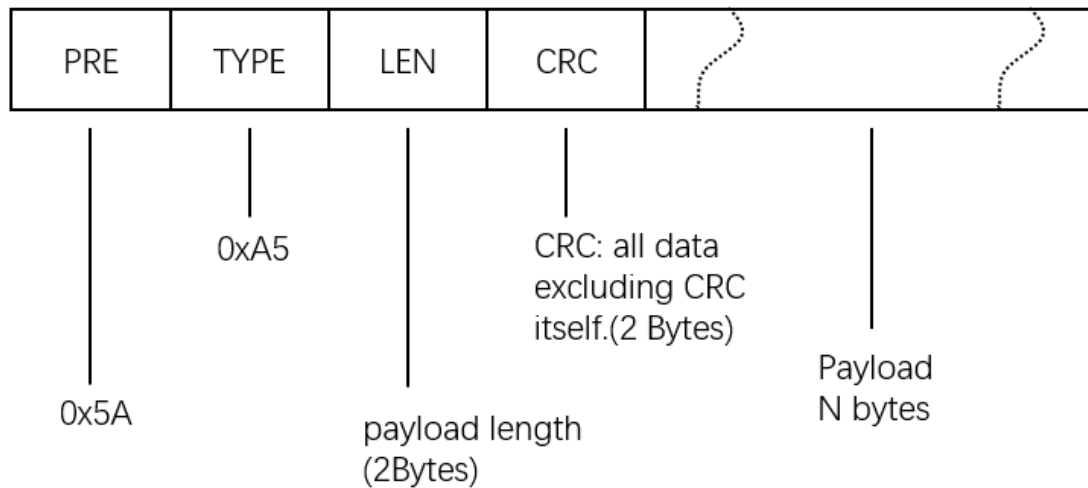 PRE TYPE LEN CRC
0xA5
CRC: all data
excluding CRC
itself.(2 Bytes)
Payload
N bytes
0x5A
payload length
(2Bytes)